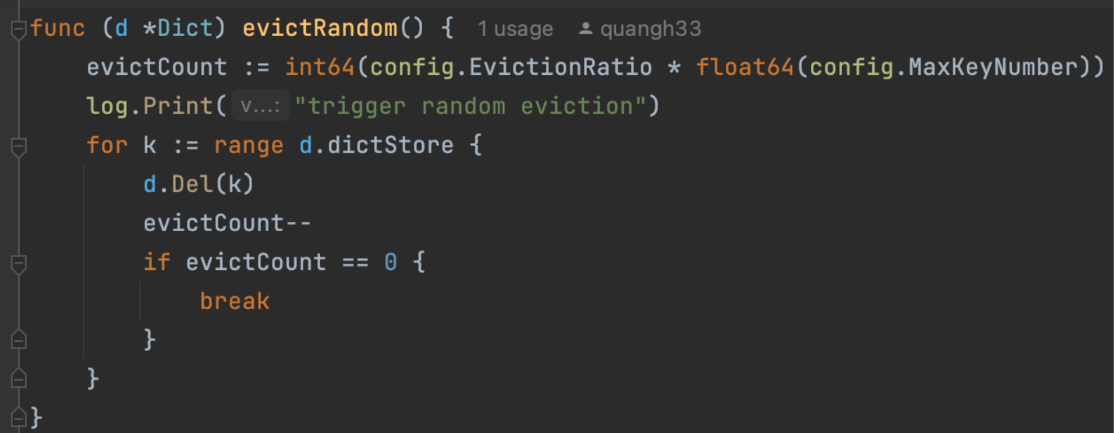 func (d *Dict) evictRandom() { 1 usage quangh33
evictCount := int64(config.EvictionRatio * float64(config.MaxKeyNumber))
log.Print( v...: "trigger random eviction")
for k := range d.dictStore {
d.Del(k)
evictCount--
if evictCount == 0 {
break
}
}
}